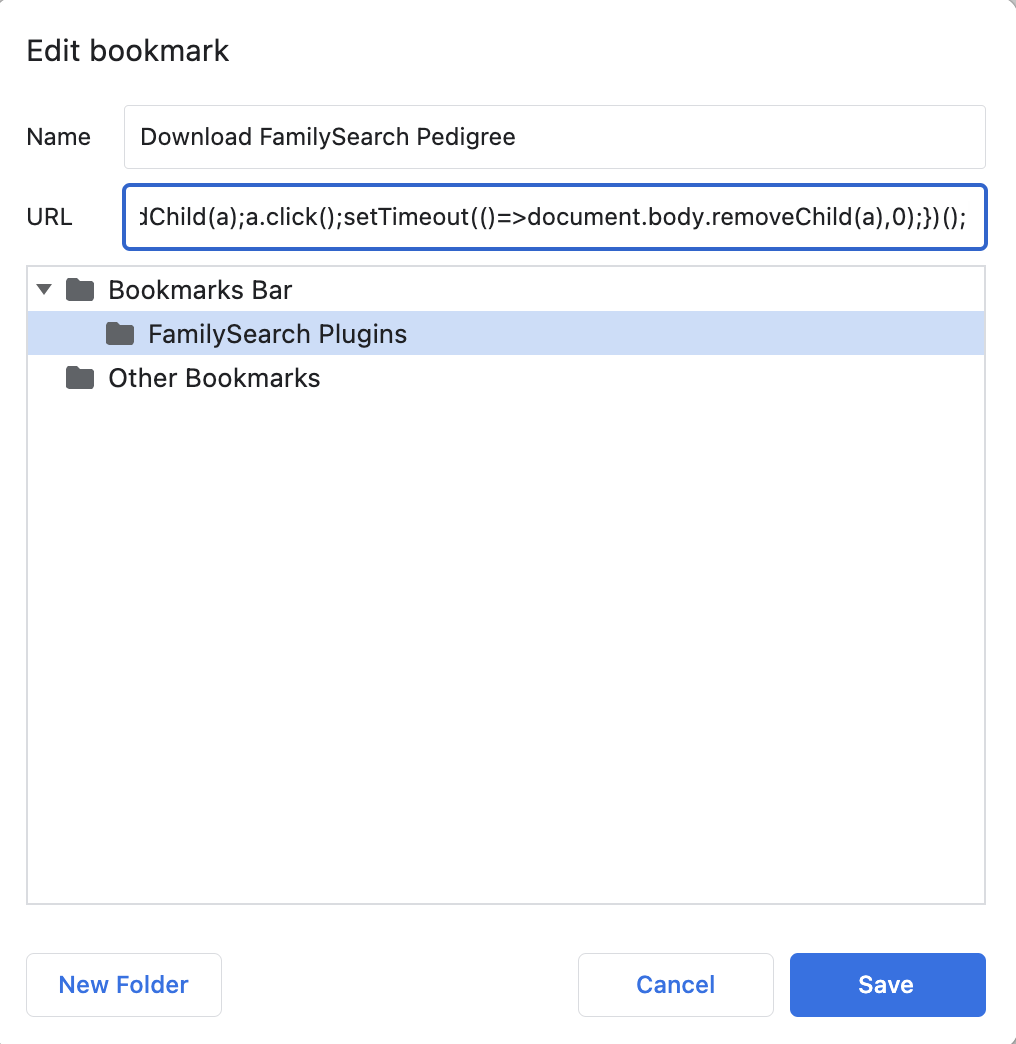 Edit bookmark
Name Download FamilySearch Pedigree
URL dChild(a);a.click();setTimeout(()=>document.body.removeChild(a),0);})();
Bookmarks Bar
FamilySearch Plugins
Other Bookmarks
New Folder Cancel Save